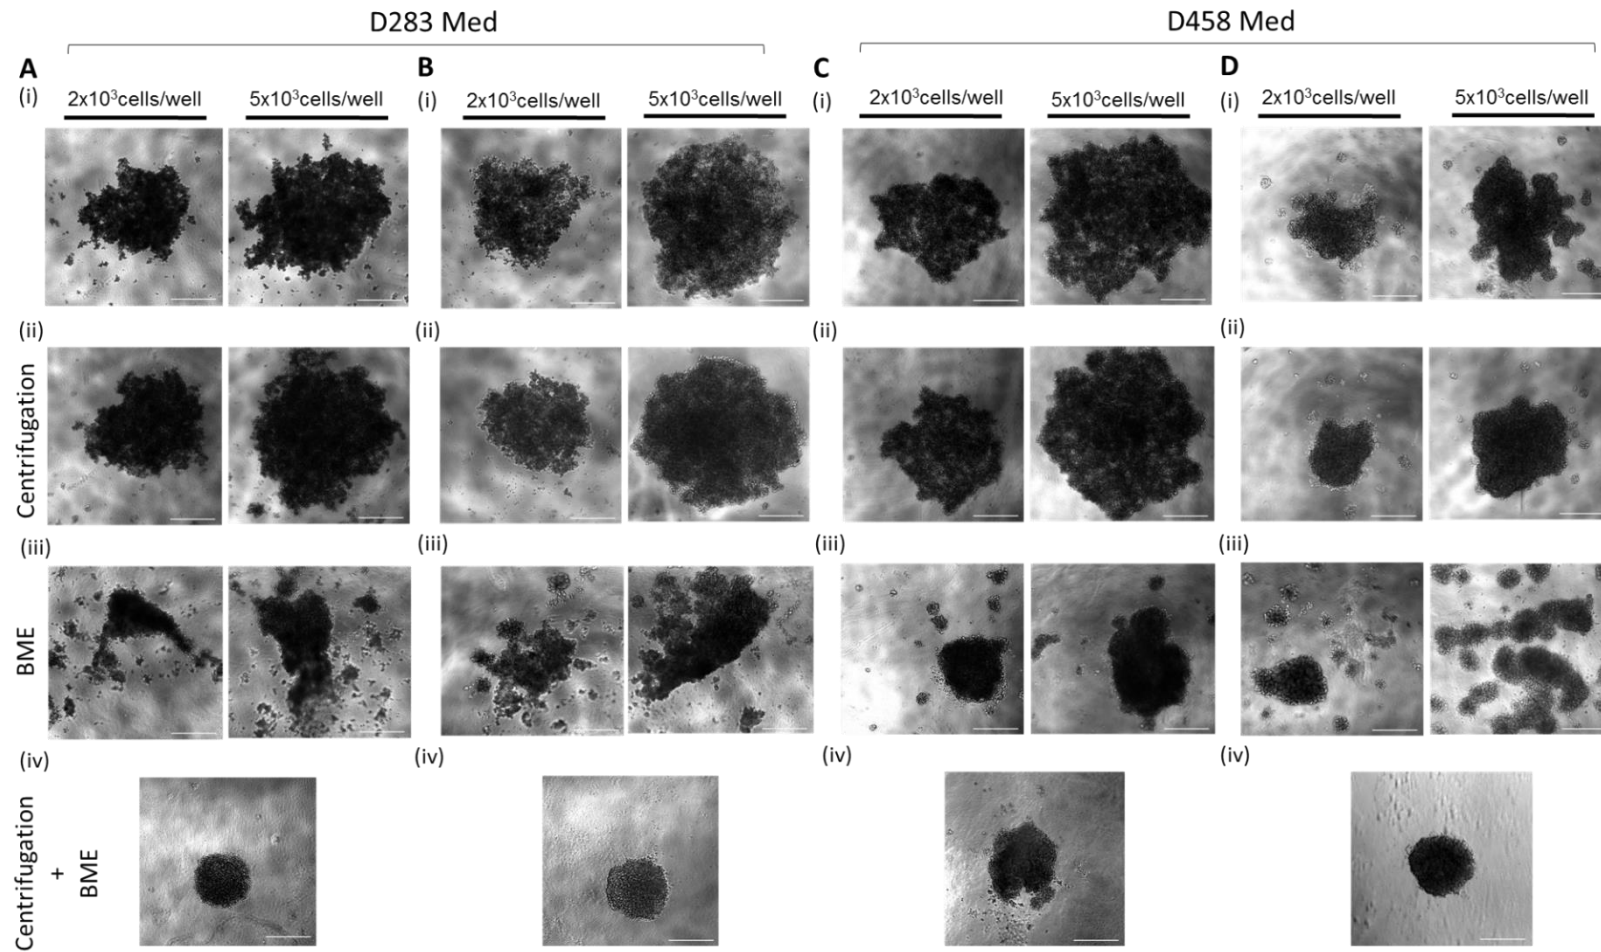 D283 Med
D458 Med
A
B
C
D
(i)
2x10³cells/well
5x10³cells/well
(i)
2x10³cells/well
5x10³cells/well
(i)
2x10³cells/well
5x10³cells/well
(i)
2x10³cells/well
5x10³cells/well
(ii)
(ii)
(ii)
(ii)
Centrifugation
(iii)
(iii)
(iii)
(iii)
BME
(iv)
(iv)
(iv)
(iv)
Centrifugation
+
BME